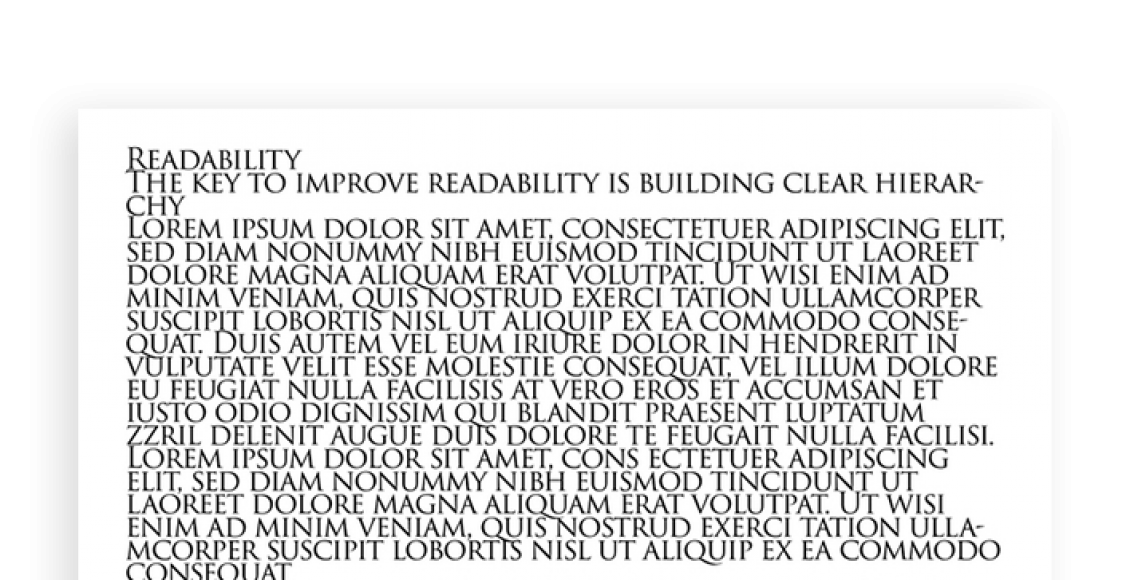 Readability
The key to improve readability is building clear hierar-
chy
Lorem ipsum dolor sit amet, consectetuer adipiscing elit,
sed diam nonummy nibh euismod tincidunt ut laoreet
dolore magna aliquam erat volutpat. Ut wisi enim ad
minim veniam, quis nostrud exerci tation ullamcorper
suscipit lobortis nisl ut aliquip ex ea commodo conse-
quat. Duis autem vel eum iriure dolor in hendrerit in
vulputate velit esse molestie consequat, vel illum dolore
eu feugiat nulla facilisis at vero eros et accumsan et
iusto odio dignissim qui blandit praesent luptatum
zzril delenit augue duis dolore te feugait nulla facilisi.
Lorem ipsum dolor sit amet, cons ectetuer adipiscing
elit, sed diam nonummy nibh euismod tincidunt ut
laoreet dolore magna aliquam erat volutpat. Ut wisi
enim ad minim veniam, quis nostrud exerci tation ulla-
mcorper suscipit lobortis nisl ut aliquip ex ea commodo
consequat